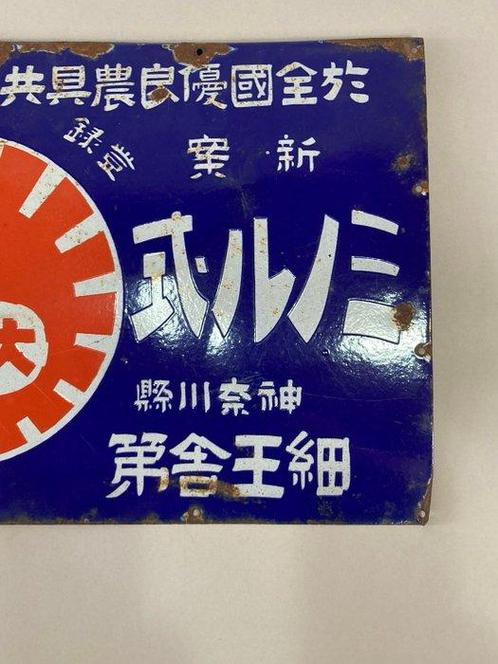 於全國優良農具共
新案登録
ミノル式
大
神奈川縣
細王舎第